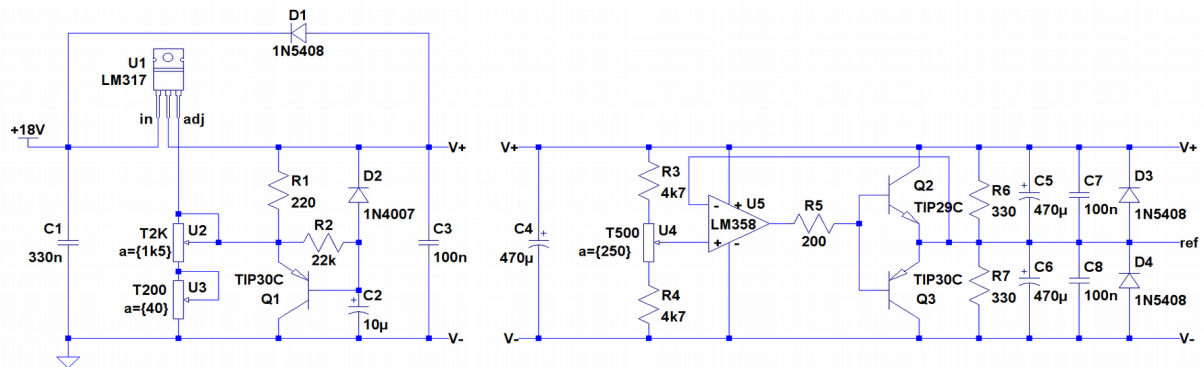 D1
1N5408
U1
LM317
in
adj
+18V
V+
C1
330n
R1
220
D2
1N4007
T2K
U2
a={1k5}
R2
22k
C3
100n
T200
U3
a={40}
TIP30C
Q1
C2
10µ
V-
V+
V+
R3
4k7
C4
470µ
T500
U4
a={250}
R4
4k7
-
+
U5
LM358
+
-
R5
200
Q2
TIP29C
TIP30C
Q3
R6
330
C5
470µ
C7
100n
D3
1N5408
ref
R7
330
C6
470µ
C8
100n
D4
1N5408
V-
V-